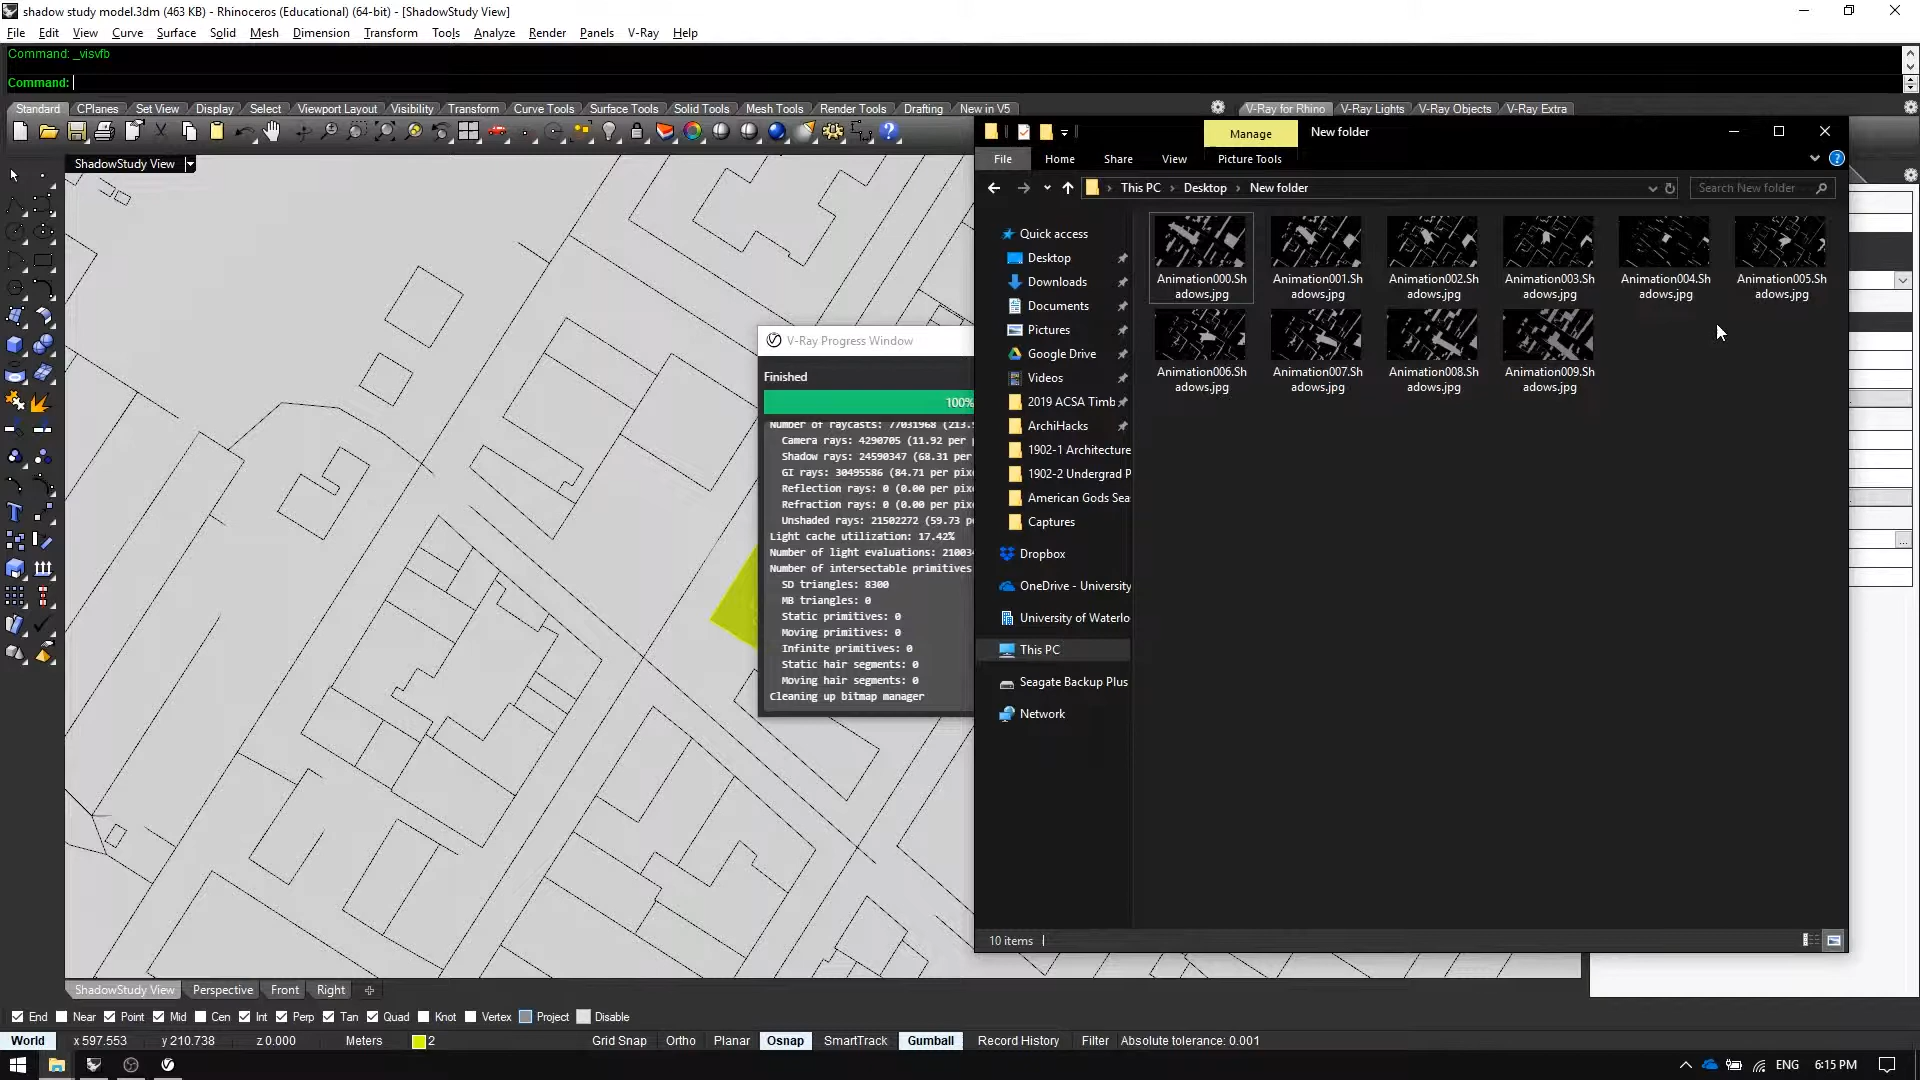 shadow study model.3dm (463 KB) - Rhinoceros (Educational) (64-bit) - [ShadowStudy View]
File Edit View Curve Surface Solid Mesh Dimension Transform Tools Analyze Render Panels V-Ray Help
Command: _visvfb
Command:
Standard CPlanes Set View Display Select Viewport Layout Visibility Transform Curve Tools Surface Tools Solid Tools Mesh Tools Render Tools Drafting New in V5
V-Ray for Rhino V-Ray Lights V-Ray Objects V-Ray Extra
ShadowStudy View
Manage New folder
File Home Share View Picture Tools
This PC > Desktop > New folder
Search New folder
Quick access
Desktop
Downloads
Documents
Pictures
Google Drive
Videos
2019 ACSA Timb
ArchiHacks
1902-1 Architecture
1902-2 Undergrad P
American Gods Sea
Captures
Dropbox
OneDrive - University
University of Waterlo
This PC
Seagate Backup Plus
Network
Animation000.Sh
adows.jpg
Animation001.Sh
adows.jpg
Animation002.Sh
adows.jpg
Animation003.Sh
adows.jpg
Animation004.Sh
adows.jpg
Animation005.Sh
adows.jpg
Animation006.Sh
adows.jpg
Animation007.Sh
adows.jpg
Animation008.Sh
adows.jpg
Animation009.Sh
adows.jpg
10 items
V-Ray Progress Window
Finished
100%
Number of raycasts: 77031968 (213.9
Camera rays: 4290705 (11.92 per p
Shadow rays: 24590347 (68.31 per
GI rays: 30495586 (84.71 per pixe
Reflection rays: 0 (0.00 per pixe
Refraction rays: 0 (0.00 per pixe
Unshaded rays: 21502272 (59.73 pe
Light cache utilization: 17.42%
Number of light evaluations: 210034
Number of intersectable primitives
SD triangles: 8300
MB triangles: 0
Static primitives: 0
Moving primitives: 0
Infinite primitives: 0
Static hair segments: 0
Moving hair segments: 0
Cleaning up bitmap manager
ShadowStudy View Perspective Front Right
End Near Point Mid Cen Int Perp Tan Quad Knot Vertex Project Disable
World x 597.553 y 210.738 z 0.000 Meters 2 Grid Snap Ortho Planar Osnap SmartTrack Gumball Record History Filter Absolute tolerance: 0.001
ENG 6:15 PM